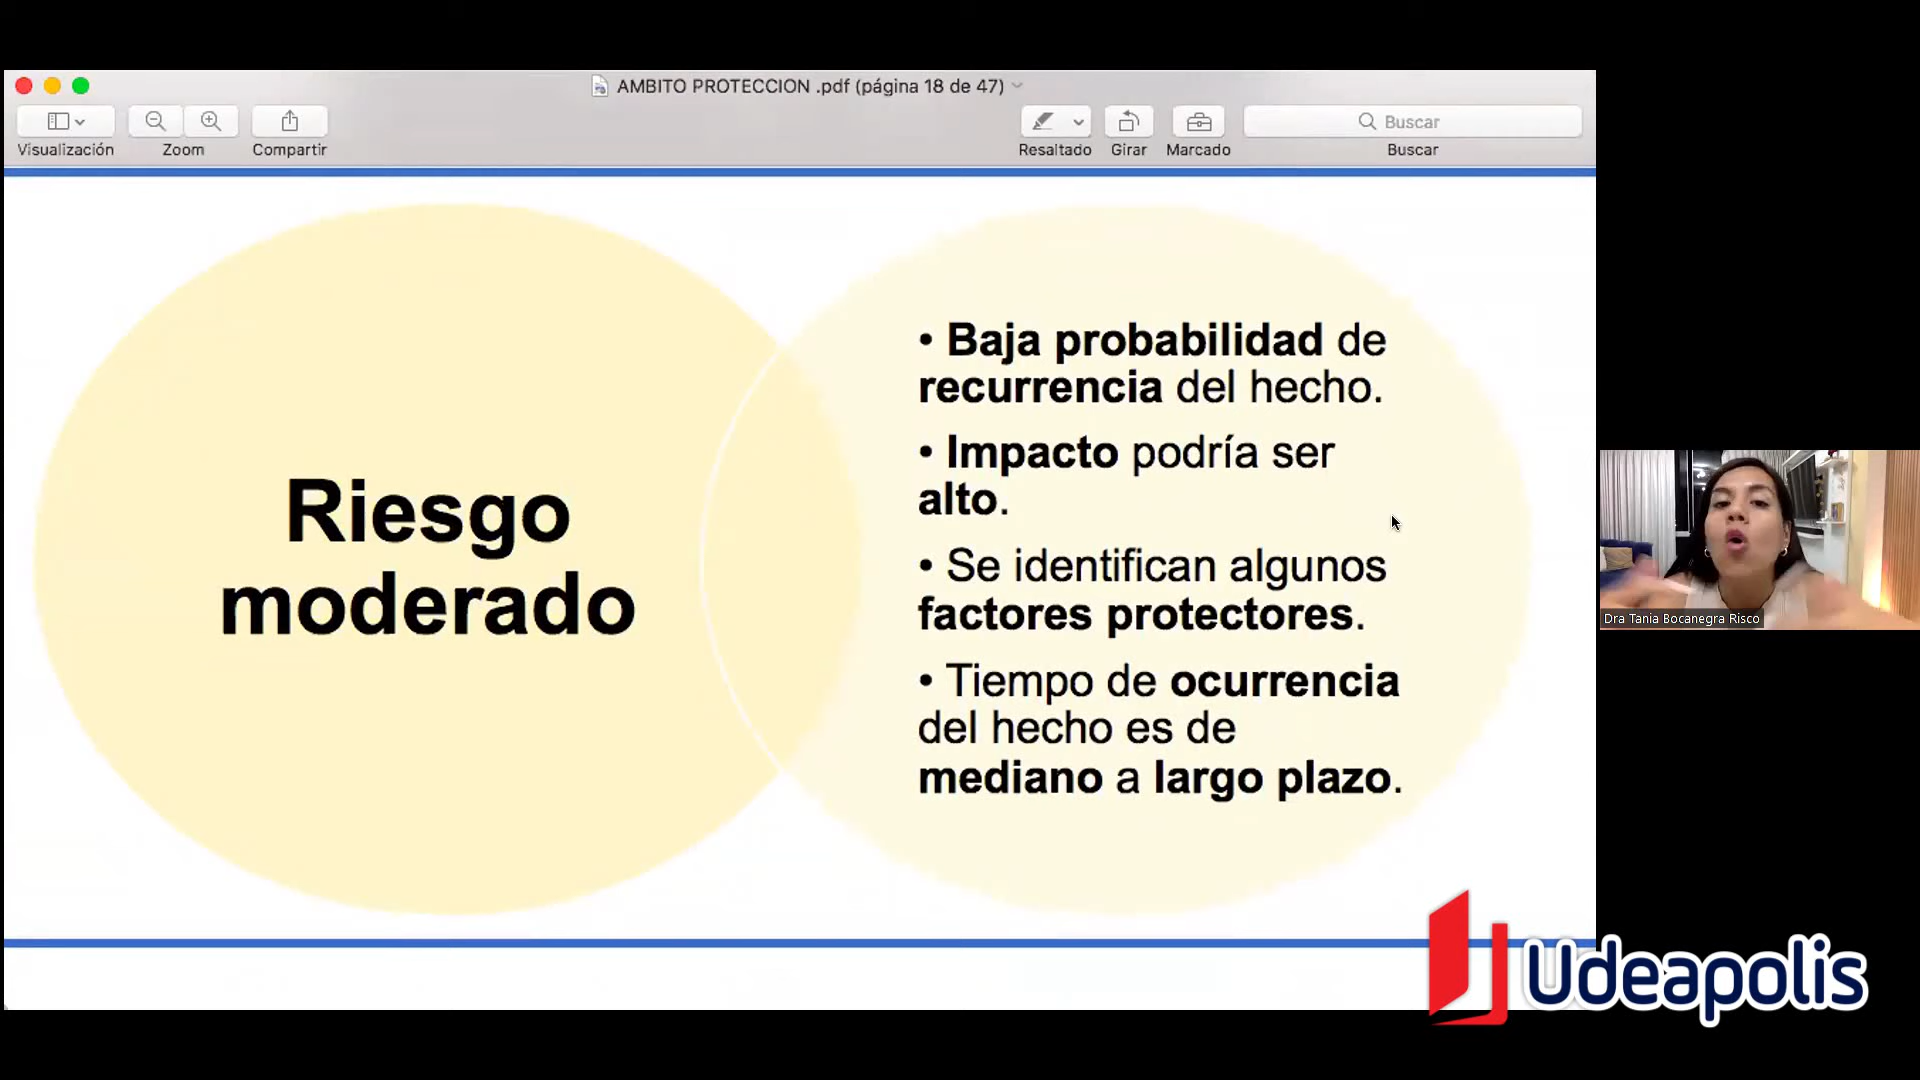 AMBITO PROTECCION .pdf (página 18 de 47)
Visualización
Zoom
Compartir
Resaltado
Girar
Marcado
Buscar
Buscar
Riesgo
moderado
• Baja probabilidad de
recurrencia del hecho.
• Impacto podría ser
alto.
• Se identifican algunos
factores protectores.
• Tiempo de ocurrencia
del hecho es de
mediano a largo plazo.
Dra Tania Bocanegra Risco
Udeapolis